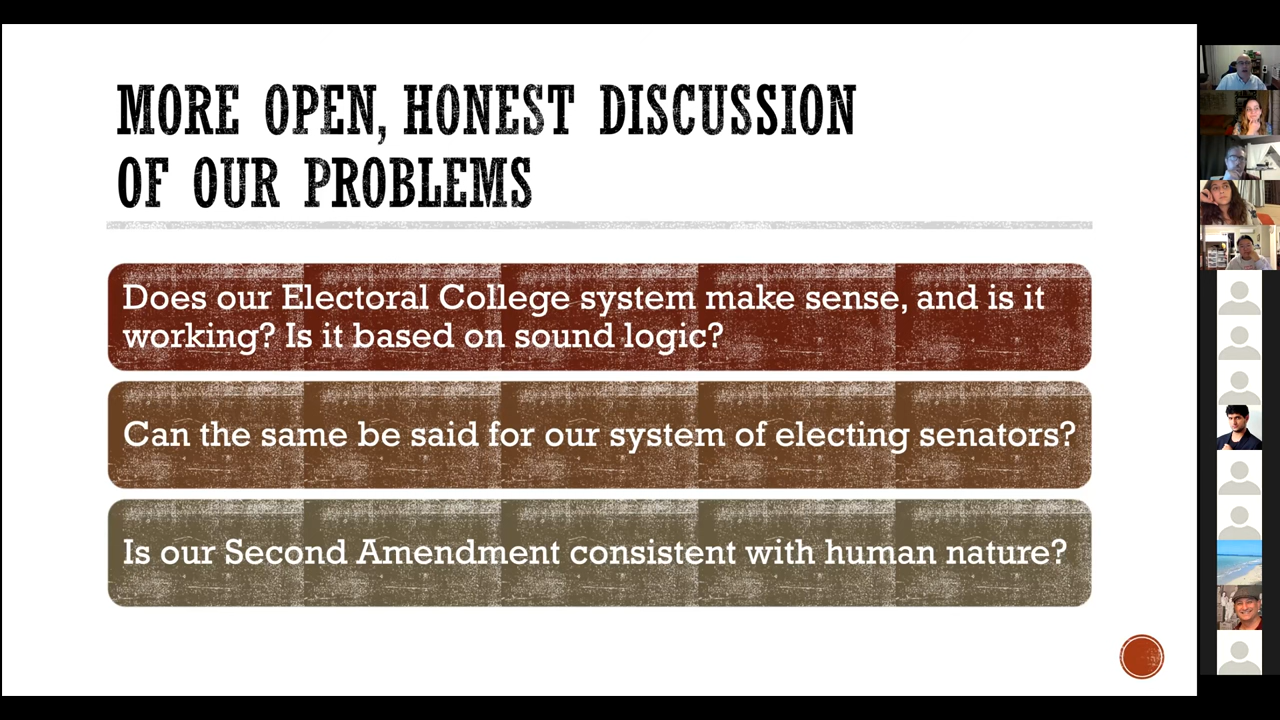 MORE OPEN, HONEST DISCUSSION
OF OUR PROBLEMS
Does our Electoral College system make sense, and is it
working? Is it based on sound logic?
Can the same be said for our system of electing senators?
Is our Second Amendment consistent with human nature?